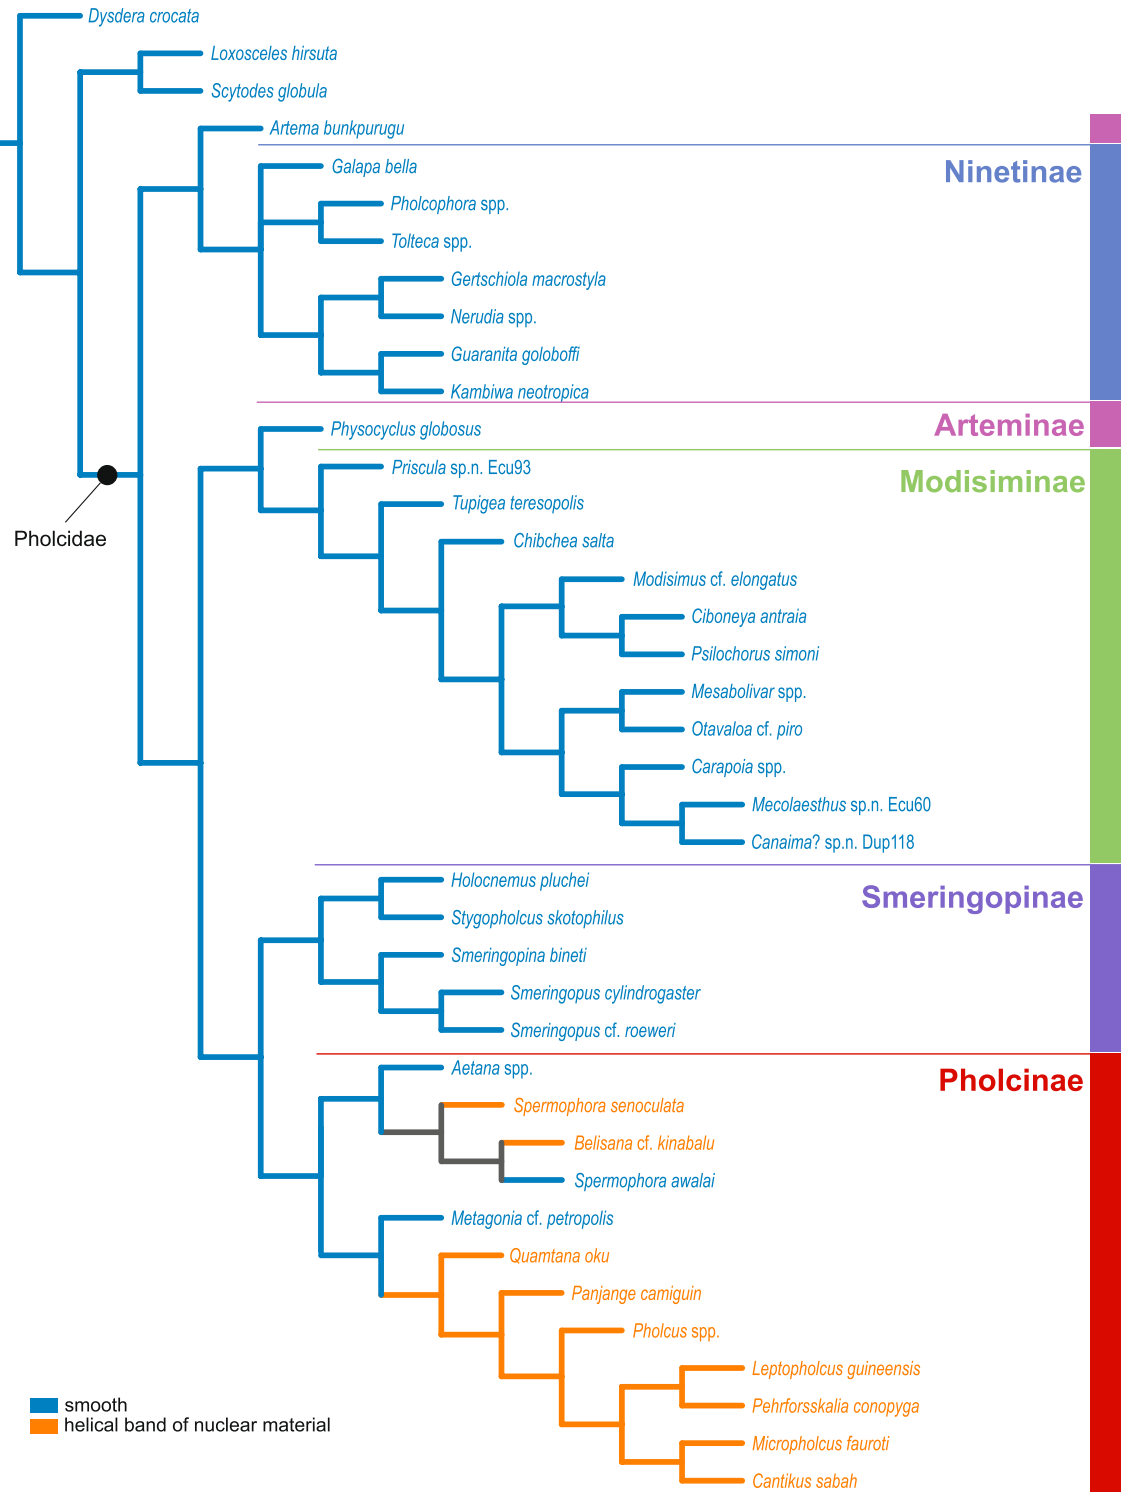 Dysdera crocata
Loxosceles hirsuta
Scytodes globula
Artema bunkpurugu
Galapa bella
Ninetinae
Pholcophora spp.
Tolteca spp.
Gertschiola macrostyla
Nerudia spp.
Guaranita goloboffi
Kambiwa neotropica
Physocyclus globosus
Arteminae
Priscula sp.n. Ecu93
Modisiminae
Tupigea teresopolis
Pholcidae
Chibchea salta
Modisimus cf. elongatus
Ciboneya antraia
Psilochorus simoni
Mesabolivar spp.
Otavaloa cf. piro
Carapoia spp.
Mecolaesthus sp.n. Ecu60
Canaima? sp.n. Dup118
Holocnemus pluchei
Smeringopinae
Stygopholcus skotophilus
Smeringopina bineti
Smeringopus cylindrogaster
Smeringopus cf. roeweri
Aetana spp.
Pholcinae
Spermophora senoculata
Belisana cf. kinabalu
Spermophora awalai
Metagonia cf. petropolis
Quamtana oku
Panjange camiguin
Pholcus spp.
Leptopholcus guineensis
Pehrforsskalia conopyga
Micropholcus fauroti
Cantikus sabah
smooth
helical band of nuclear material